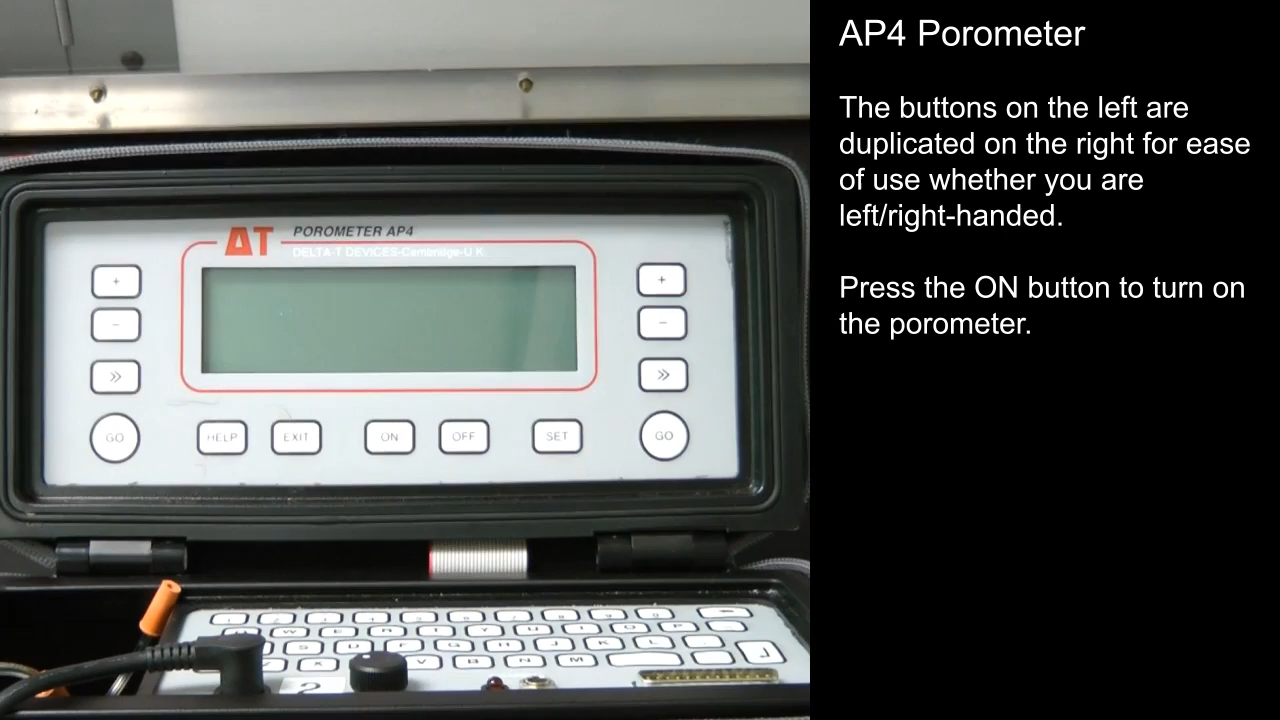 AP4 Porometer
The buttons on the left are
duplicated on the right for ease
of use whether you are
left/right-handed.
Press the ON button to turn on
the porometer.
ΔT POROMETER AP4
DELTA-T DEVICES-Cambridge-U K
+ +
− −
» »
GO HELP EXIT ON OFF SET GO
W E R T Y U I O P
S D F G H J K L
X V B N M
2